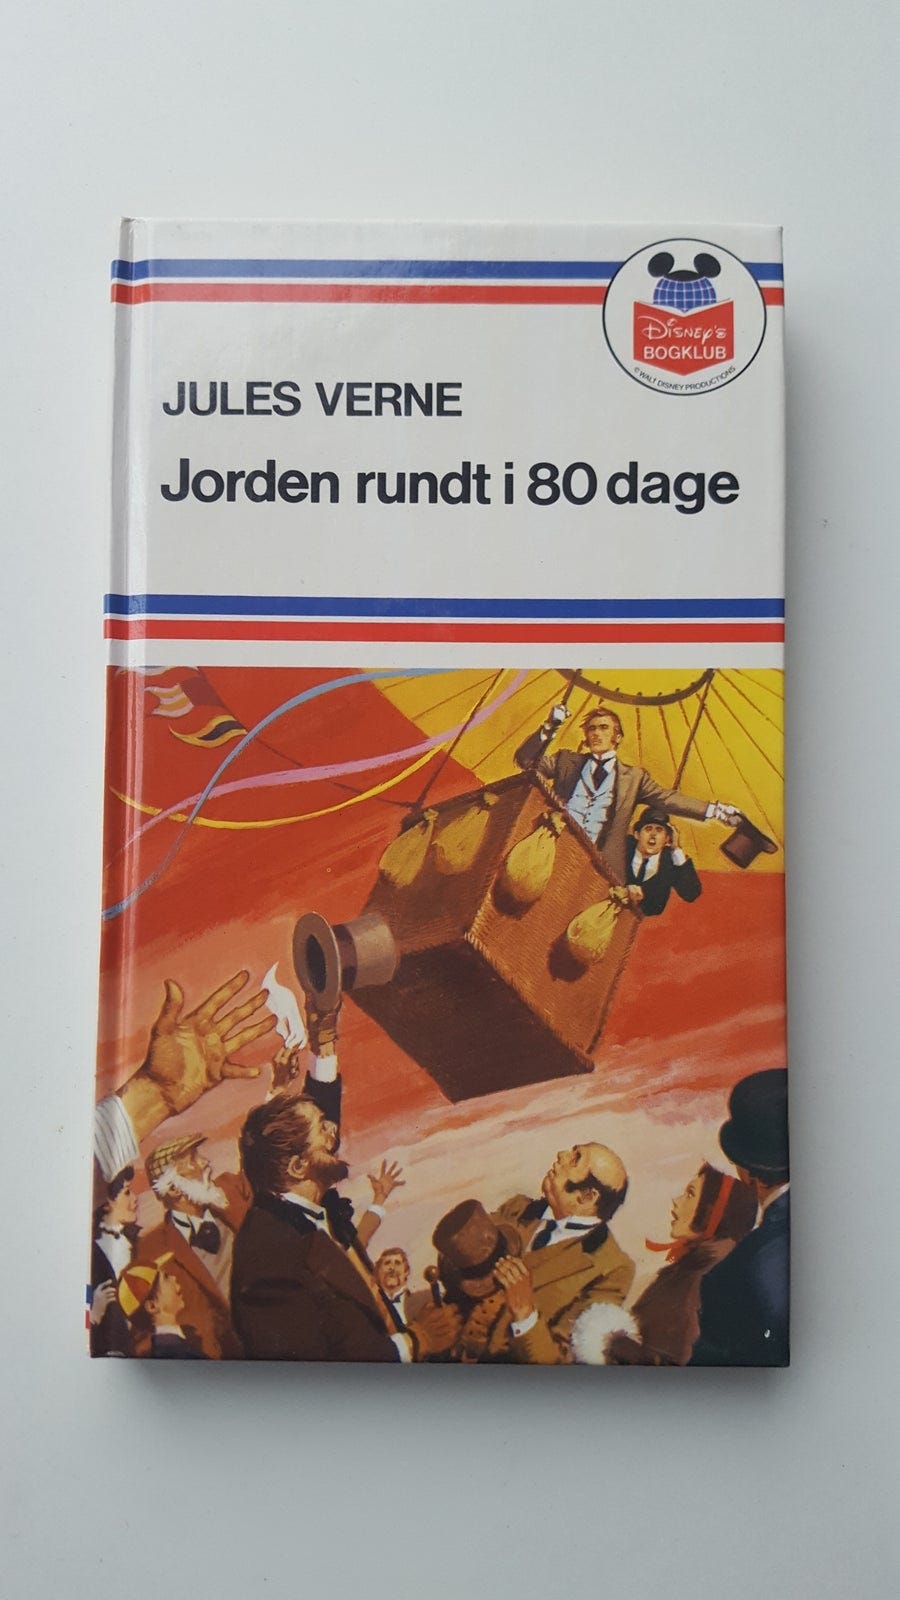 Disney's
BOGKLUB
© WALT DISNEY PRODUCTIONS
JULES VERNE
Jorden rundt i 80 dage